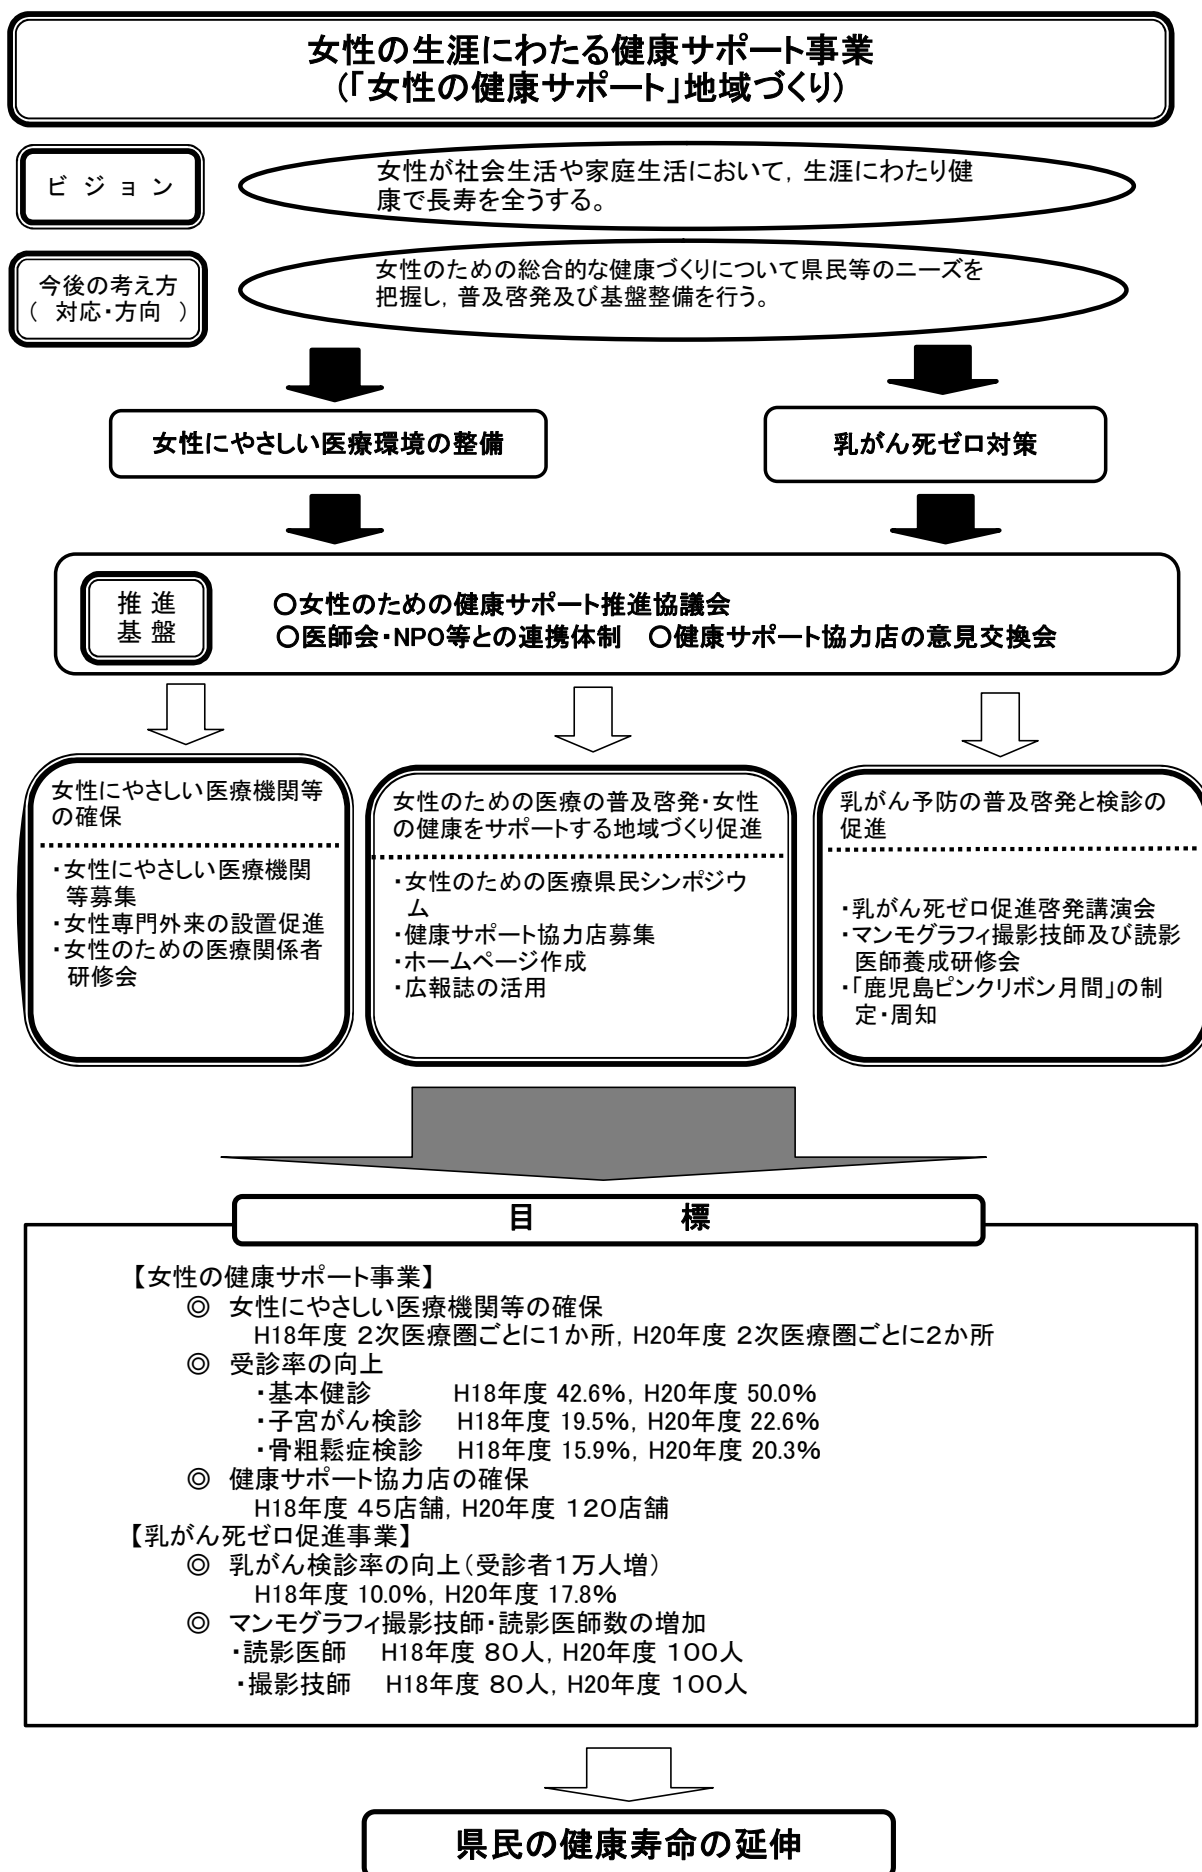 女性の生涯にわたる健康サポート事業
(「女性の健康サポート」地域づくり)
ビ ジ ョ ン
女性が社会生活や家庭生活において，生涯にわたり健
康で長寿を全うする。
今後の考え方
（ 対応・方向 ）
女性のための総合的な健康づくりについて県民等のニーズを
把握し，普及啓発及び基盤整備を行う。
女性にやさしい医療環境の整備
乳がん死ゼロ対策
推 進
基 盤
○女性のための健康サポート推進協議会
○医師会・NPO等との連携体制　○健康サポート協力店の意見交換会
女性にやさしい医療機関等
の確保
・女性にやさしい医療機関
等募集
・女性専門外来の設置促進
・女性のための医療関係者
研修会
女性のための医療の普及啓発・女性
の健康をサポートする地域づくり促進
・女性のための医療県民シンポジウ
ム
・健康サポート協力店募集
・ホームページ作成
・広報誌の活用
乳がん予防の普及啓発と検診の
促進
・乳がん死ゼロ促進啓発講演会
・マンモグラフィ撮影技師及び読影
医師養成研修会
・「鹿児島ピンクリボン月間」の制
定・周知
目　　　　標
【女性の健康サポート事業】
◎　女性にやさしい医療機関等の確保
H18年度 ２次医療圏ごとに１か所，H20年度 ２次医療圏ごとに２か所
◎　受診率の向上
・基本健診　　　H18年度 42.6%，H20年度 50.0%
・子宮がん検診　H18年度 19.5%，H20年度 22.6%
・骨粗鬆症検診　H18年度 15.9%，H20年度 20.3%
◎　健康サポート協力店の確保
H18年度 ４５店舗，H20年度 １２０店舗
【乳がん死ゼロ促進事業】
◎　乳がん検診率の向上（受診者１万人増）
H18年度 10.0%，H20年度 17.8%
◎　マンモグラフィ撮影技師・読影医師数の増加
・読影医師　H18年度 ８０人，H20年度 １００人
・撮影技師　H18年度 ８０人，H20年度 １００人
県民の健康寿命の延伸